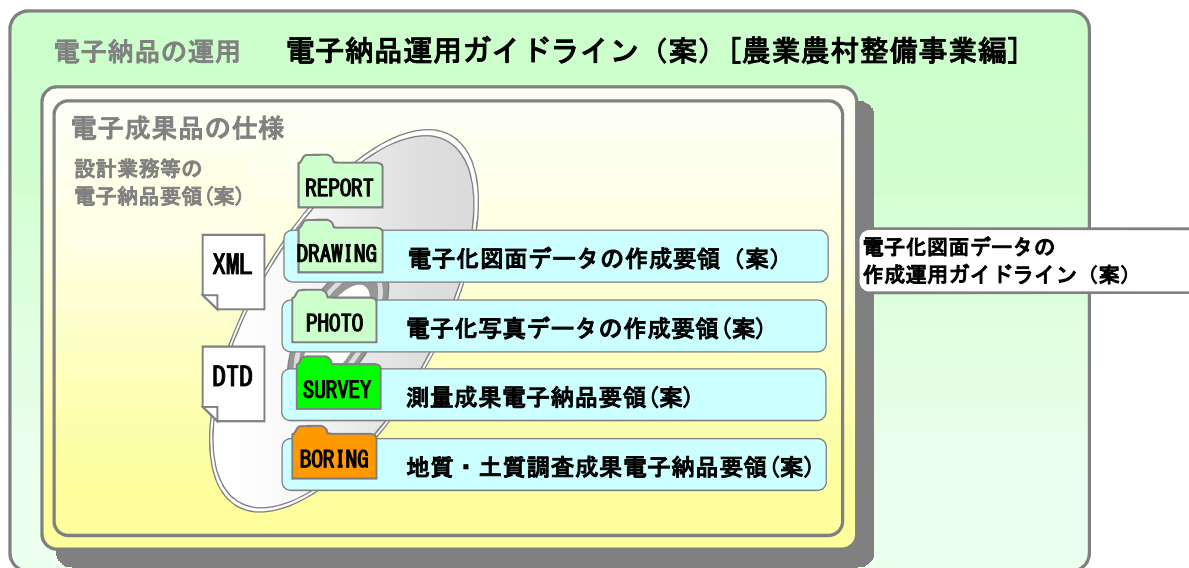 電子納品の運用 電子納品運用ガイドライン（案）[農業農村整備事業編]
電子成果品の仕様
設計業務等の
電子納品要領(案)
REPORT
XML
DRAWING 電子化図面データの作成要領（案）
電子化図面データの
作成運用ガイドライン（案）
PHOTO 電子化写真データの作成要領(案)
DTD
SURVEY 測量成果電子納品要領(案)
BORING 地質・土質調査成果電子納品要領(案)